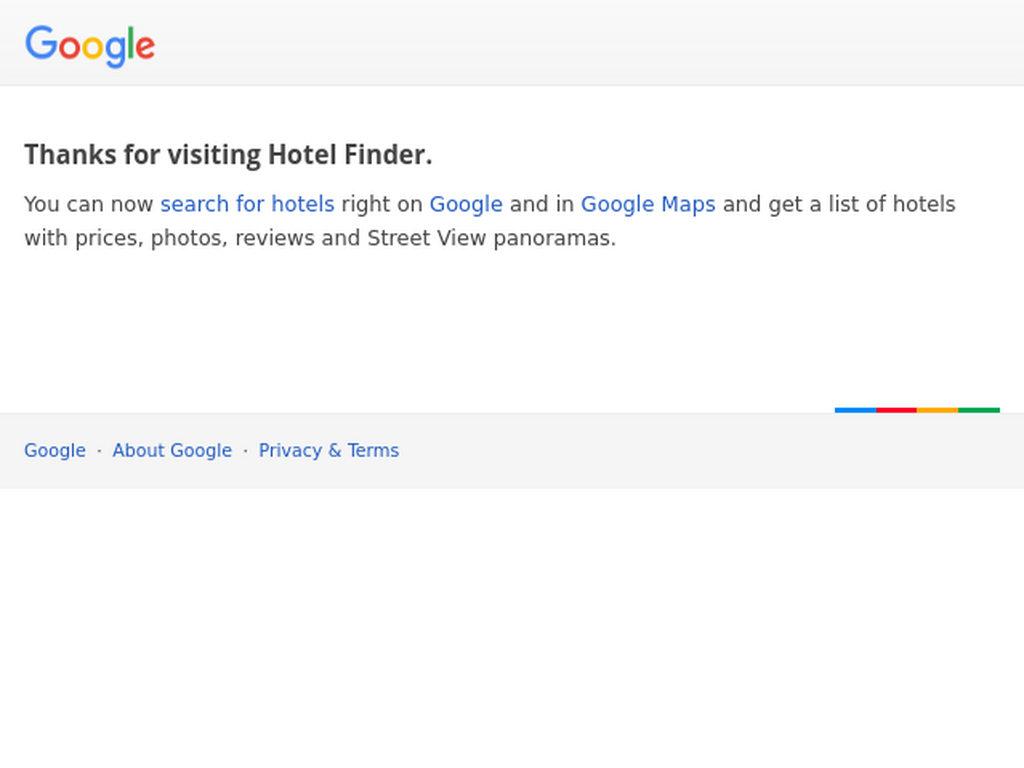 Google
Thanks for visiting Hotel Finder.
You can now search for hotels right on Google and in Google Maps and get a list of hotels
with prices, photos, reviews and Street View panoramas.
Google · About Google · Privacy & Terms